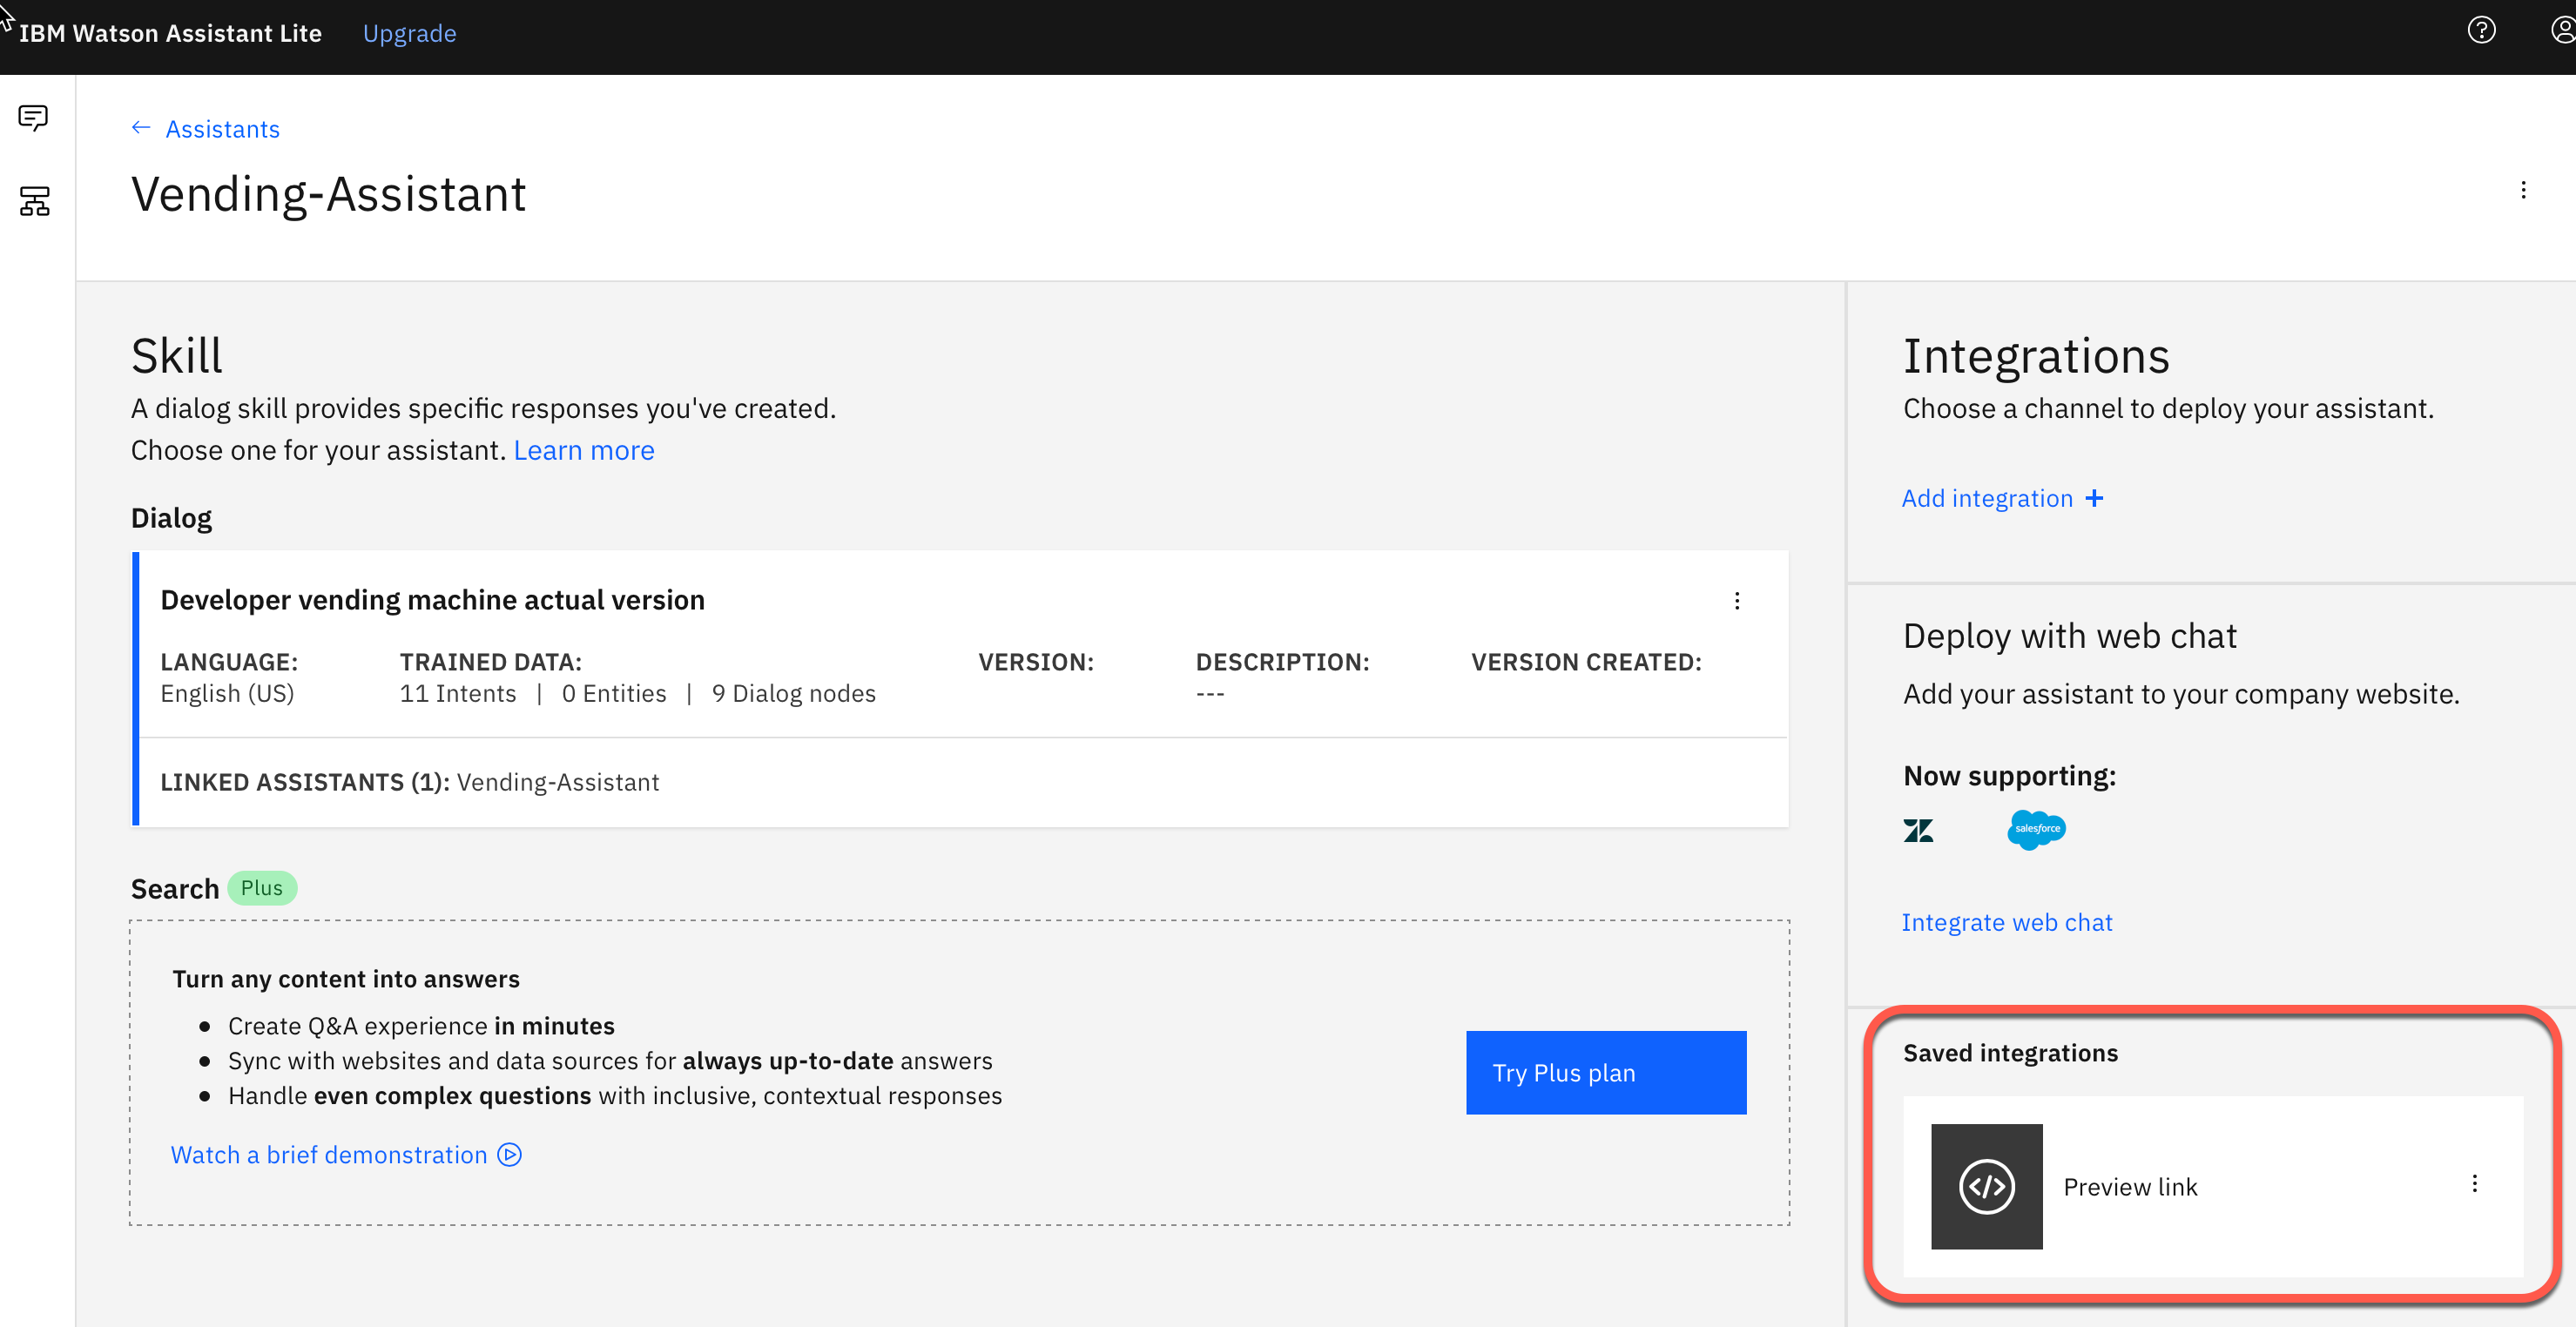 IBM Watson Assistant Lite Upgrade
← Assistants
Vending-Assistant
Skill
A dialog skill provides specific responses you've created.
Choose one for your assistant. Learn more
Dialog
Developer vending machine actual version
LANGUAGE: TRAINED DATA: VERSION: DESCRIPTION: VERSION CREATED:
English (US) 11 Intents | 0 Entities | 9 Dialog nodes ---
LINKED ASSISTANTS (1): Vending-Assistant
Search Plus
Turn any content into answers
• Create Q&A experience in minutes
• Sync with websites and data sources for always up-to-date answers
• Handle even complex questions with inclusive, contextual responses
Watch a brief demonstration
Try Plus plan
Integrations
Choose a channel to deploy your assistant.
Add integration +
Deploy with web chat
Add your assistant to your company website.
Now supporting:
salesforce
Integrate web chat
Saved integrations
</> Preview link